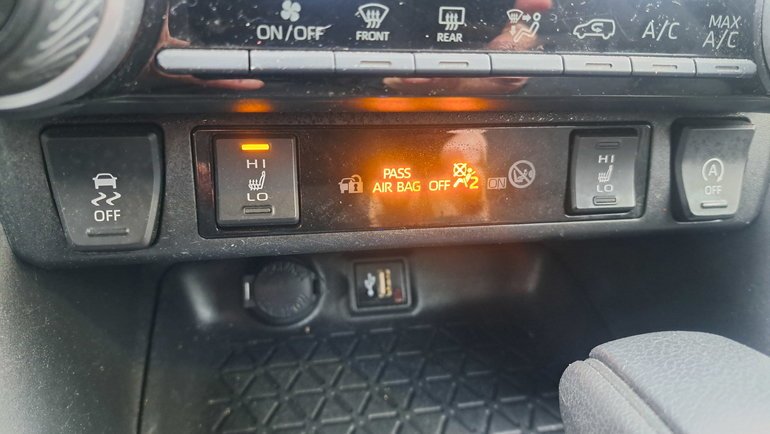 ON/OFF FRONT REAR A/C MAX A/C
OFF
HI
LO
PASS
AIR BAG OFF 2 ON
HI
LO
A
OFF